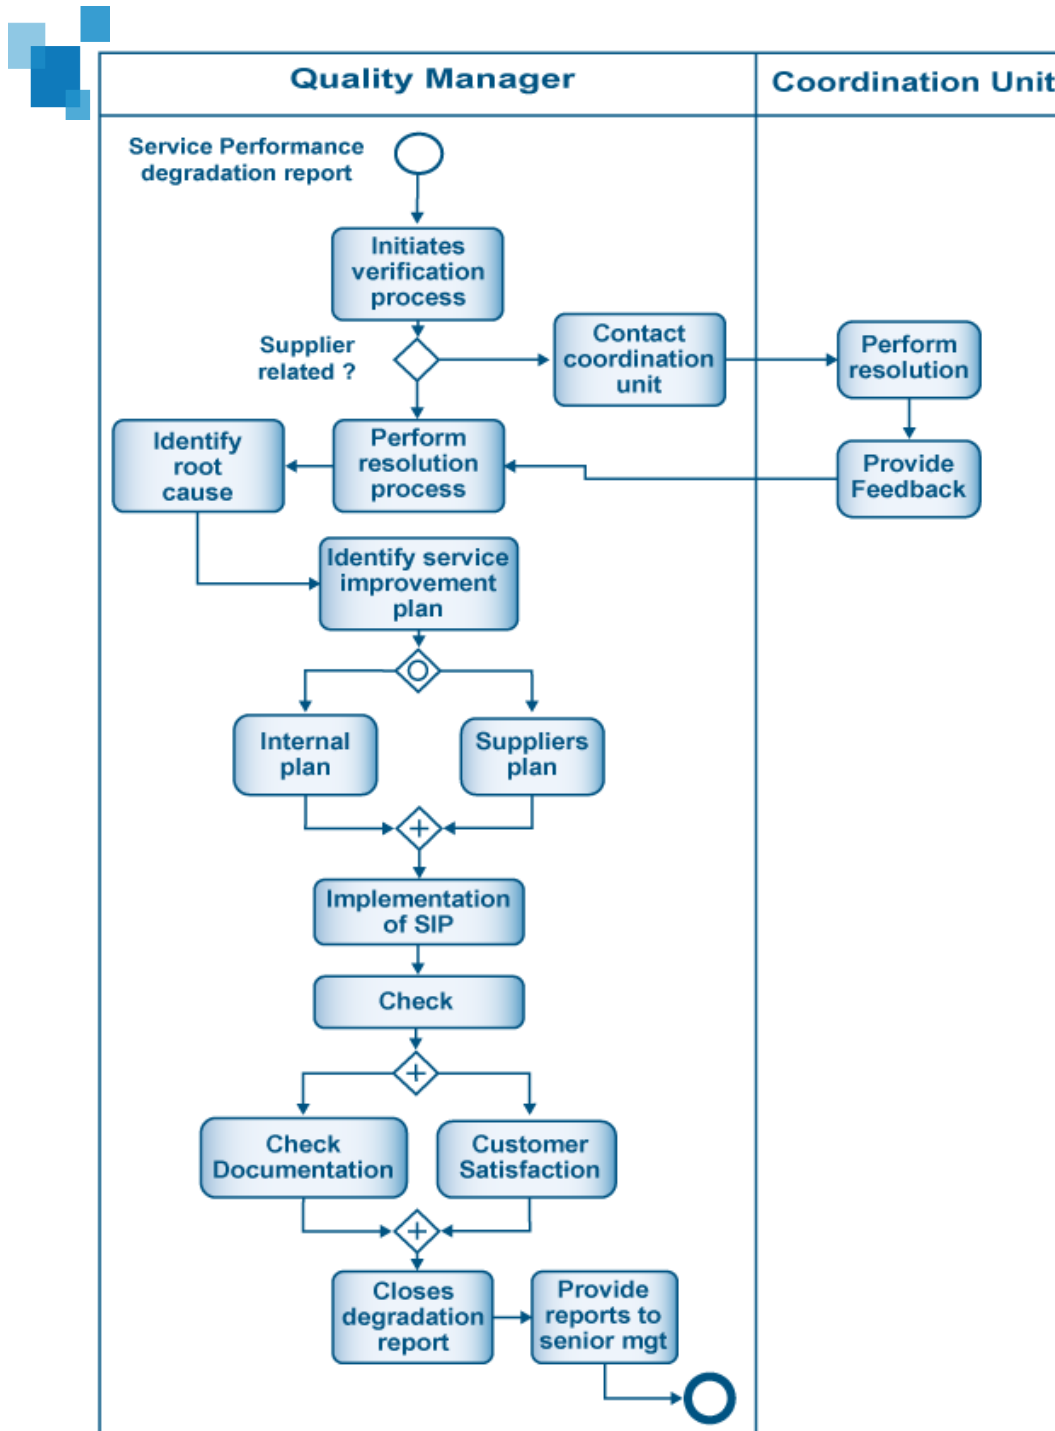 Quality Manager
Coordination Unit
Service Performance
degradation report
Initiates
verification
process
Supplier
related ?
Contact
coordination
unit
Perform
resolution
Identify
root
cause
Perform
resolution
process
Provide
Feedback
Identify service
improvement
plan
Internal
plan
Suppliers
plan
Implementation
of SIP
Check
Check
Documentation
Customer
Satisfaction
Closes
degradation
report
Provide
reports to
senior mgt